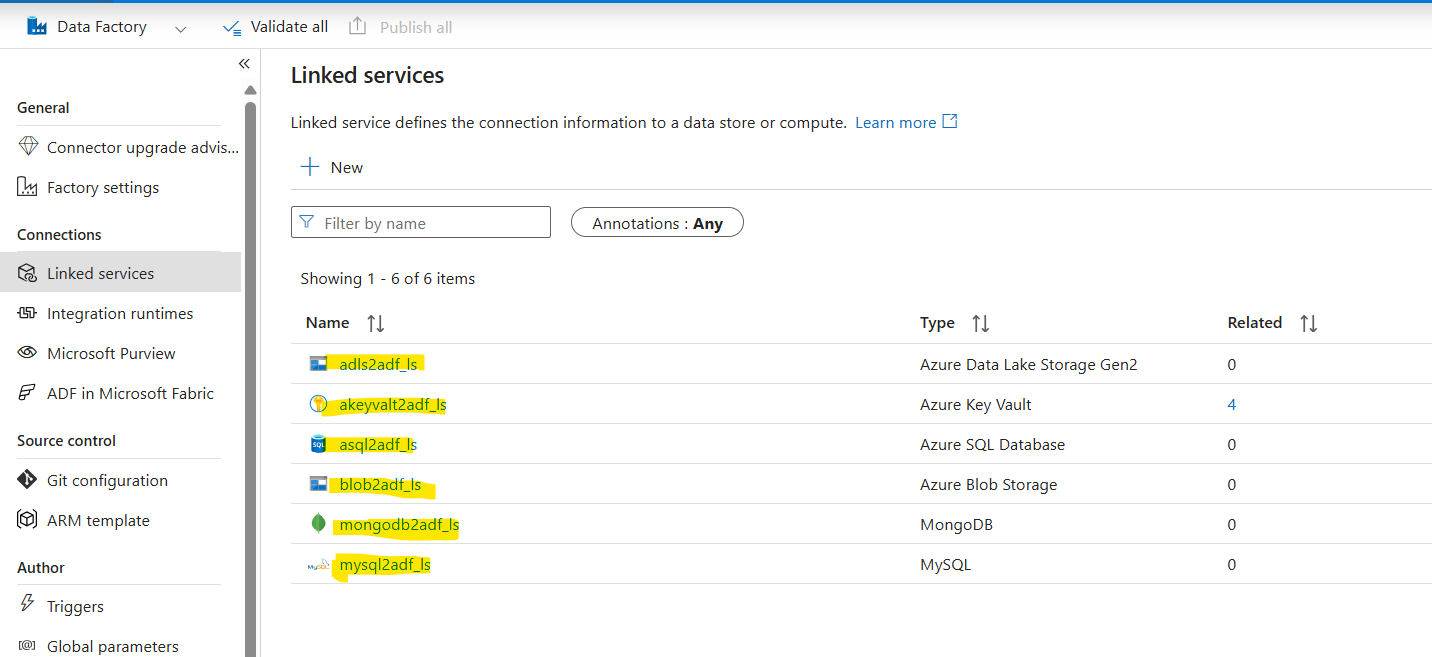 Data Factory
Validate all
Publish all
«
General
Connector upgrade advis...
Factory settings
Connections
Linked services
Integration runtimes
Microsoft Purview
ADF in Microsoft Fabric
Source control
Git configuration
ARM template
Author
Triggers
Global parameters
Linked services
Linked service defines the connection information to a data store or compute. Learn more
New
Filter by name
Annotations : Any
Showing 1 - 6 of 6 items
Name Type Related
adls2adf_ls Azure Data Lake Storage Gen2 0
akeyvalt2adf_ls Azure Key Vault 4
SQL asql2adf_ls Azure SQL Database 0
blob2adf_ls Azure Blob Storage 0
mongodb2adf_ls MongoDB 0
MySQL mysql2adf_ls MySQL 0